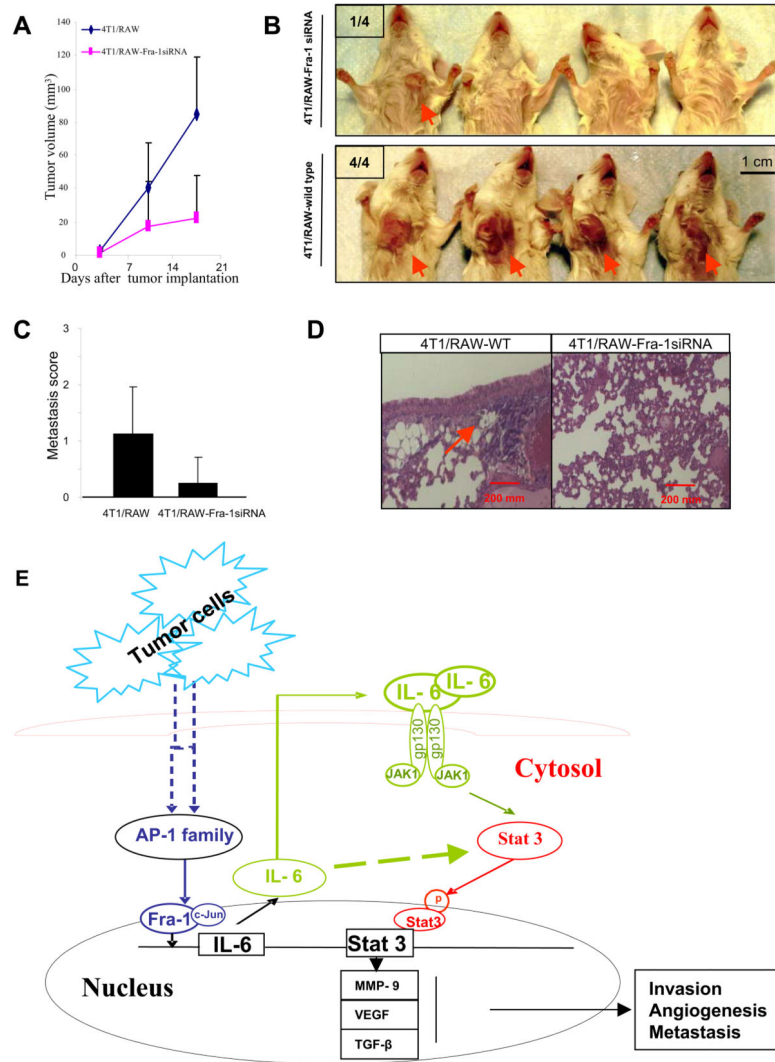 A
4T1/RAW
4T1/RAW-Fra-1siRNA
Tumor volume (mm³)
140
120
100
80
60
40
20
0
0 7 14 21
Days after tumor implantation
B
4T1/RAW-Fra-1 siRNA
1/4
4T1/RAW-wild type
4/4
1 cm
C
Metastasis score
3
2
1
0
4T1/RAW 4T1/RAW-Fra-1siRNA
D
4T1/RAW-WT 4T1/RAW-Fra-1siRNA
200 mm 200 mm
E
Tumor cells
IL- 6 IL- 6
gp130 gp130
JAK1 JAK1
Cytosol
AP-1 family
Stat 3
IL- 6
p
Stat3
Fra-1 c-Jun
IL-6 Stat 3
Nucleus
MMP- 9
VEGF
TGF-β
Invasion
Angiogenesis
Metastasis